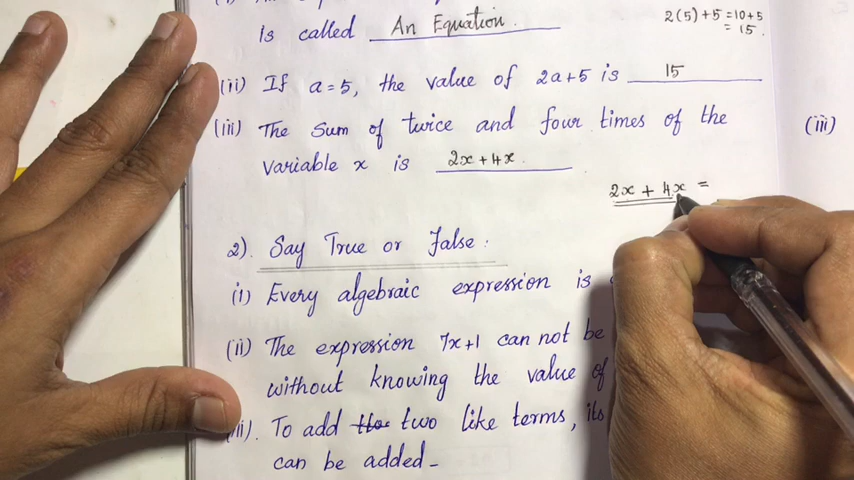 is called An Equation.
2(5)+5 = 10+5
= 15.
(ii) If a=5, the value of 2a+5 is 15
(iii) The Sum of twice and four times of the
variable x is 2x+4x.
(iii)
2x + 4x =
2). Say True or False:
(i) Every algebraic expression is
(ii) The expression 7x+1 can not be
without knowing the value of
. To add two like terms, its
can be added-